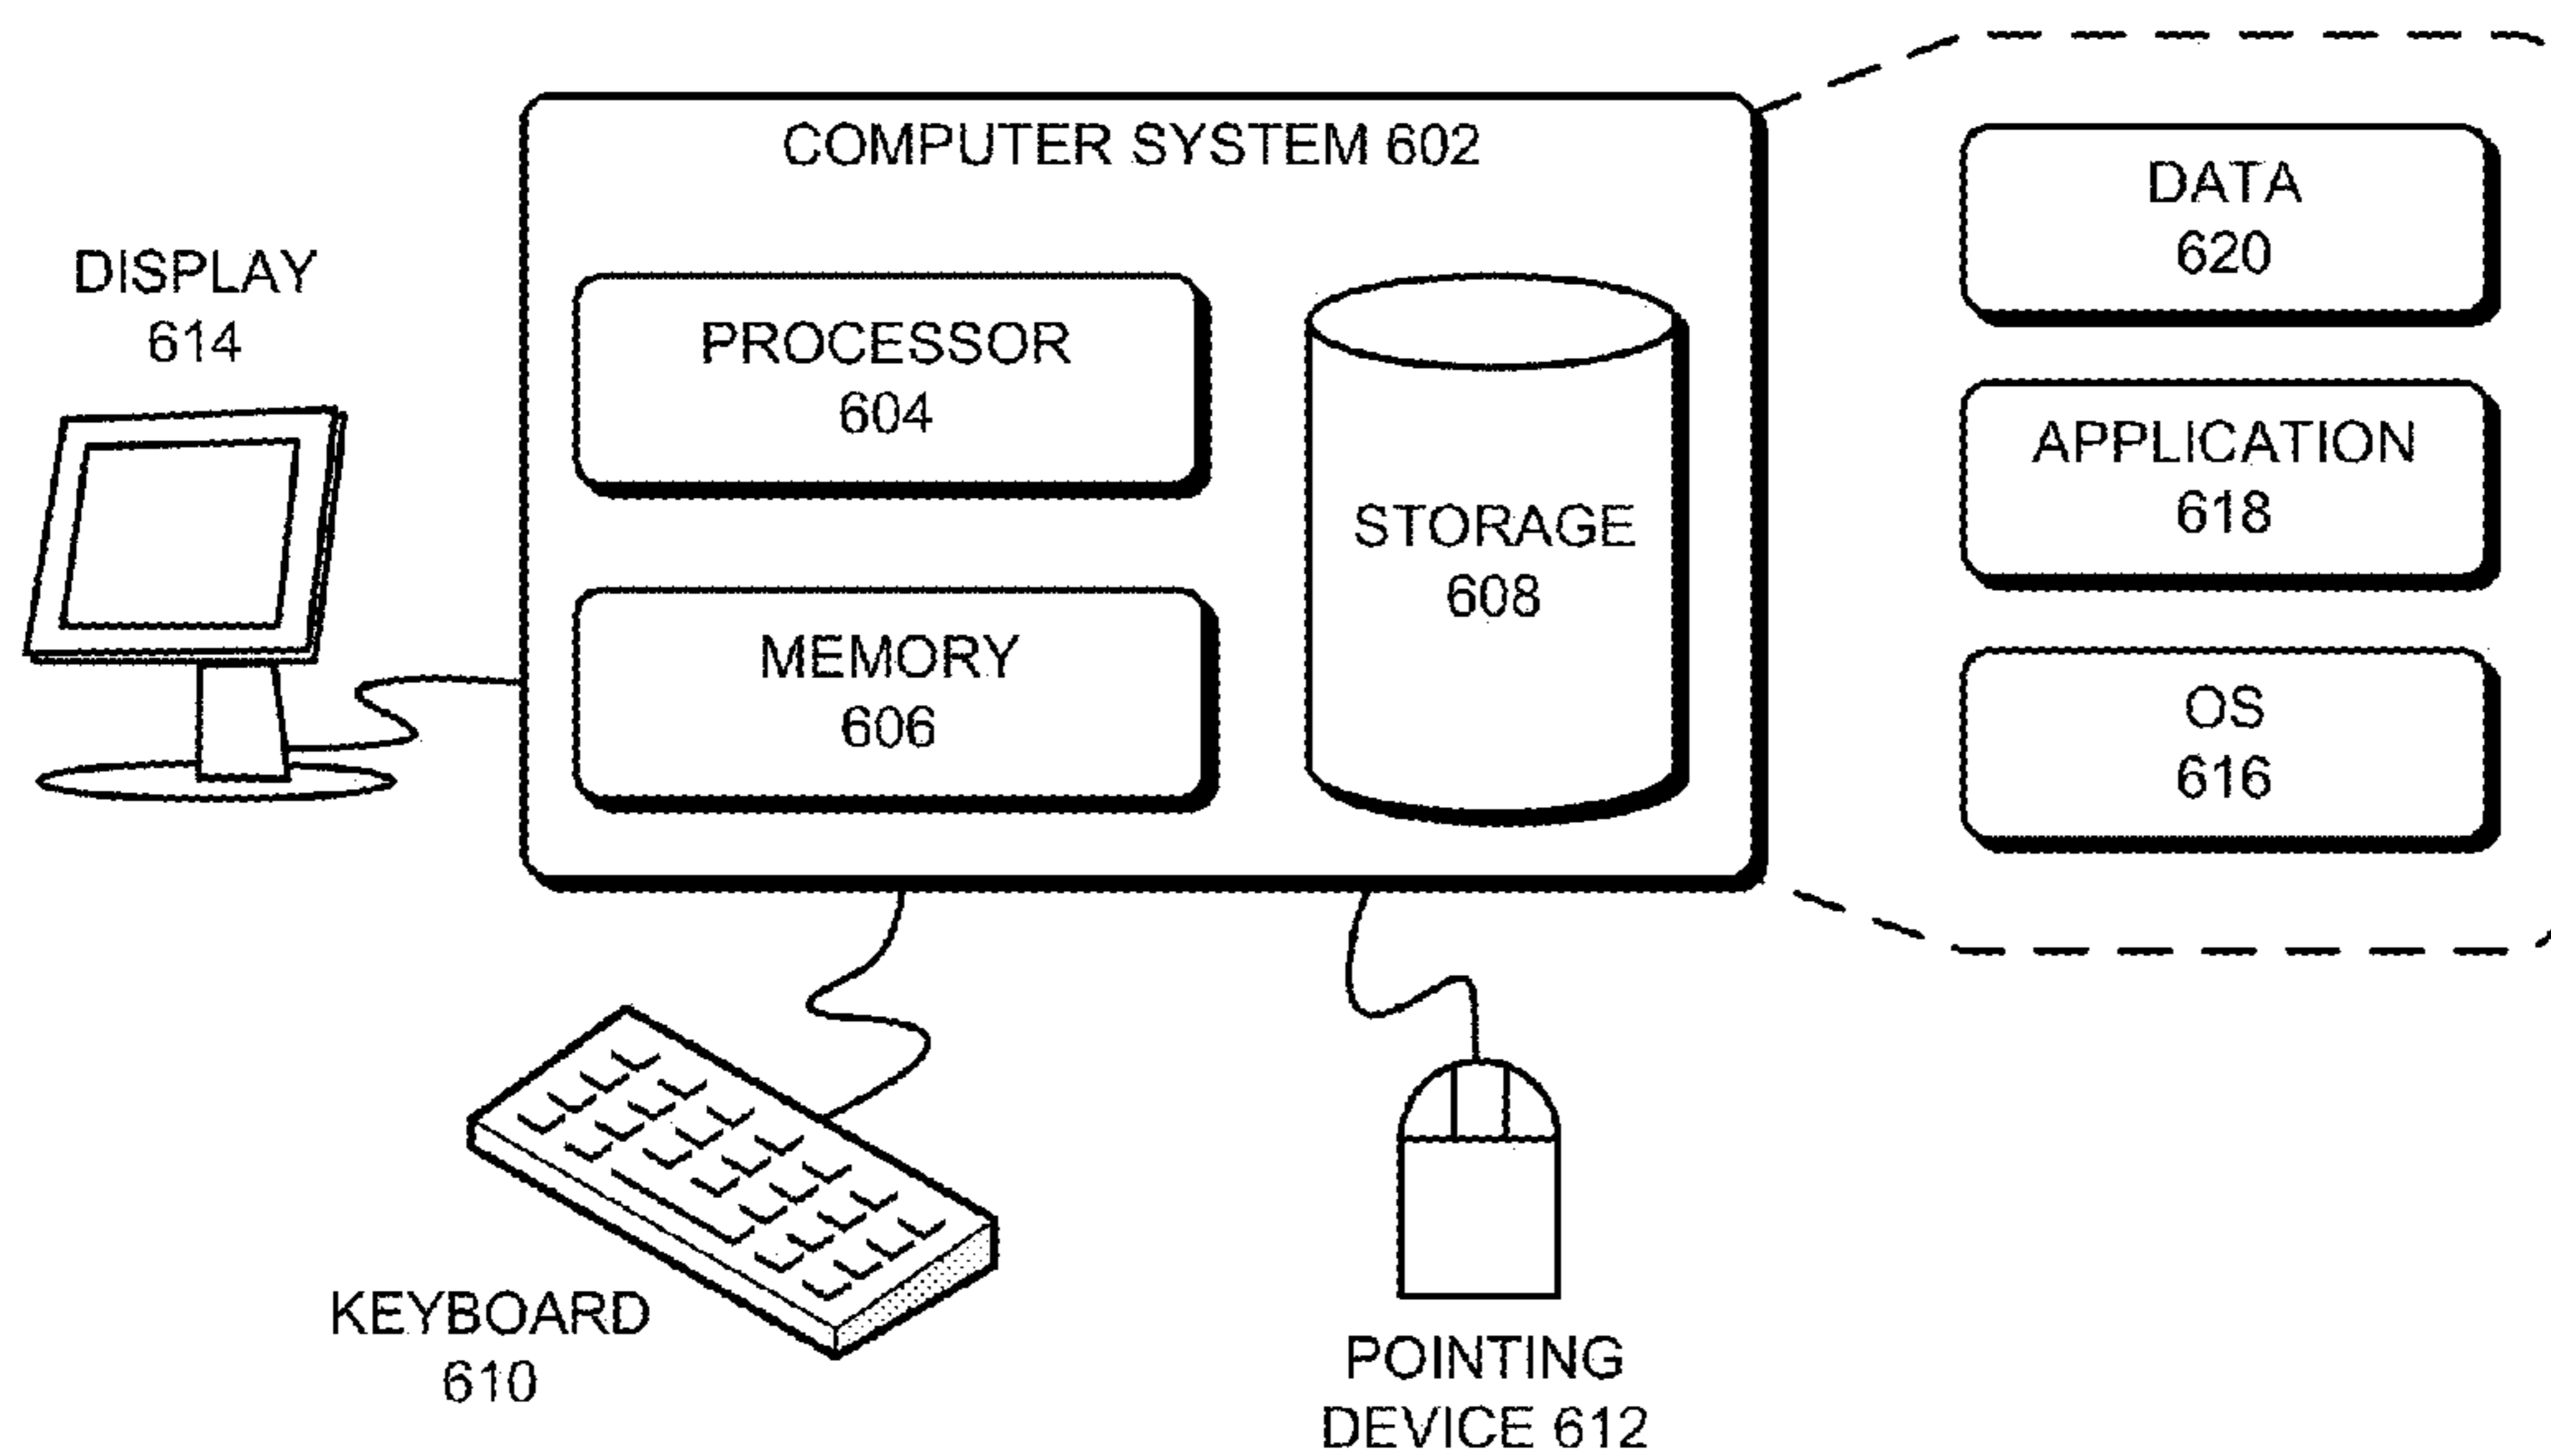 COMPUTER SYSTEM 602
DISPLAY
614
PROCESSOR
604
MEMORY
606
STORAGE
608
DATA
620
APPLICATION
618
OS
616
KEYBOARD
610
POINTING
DEVICE 612